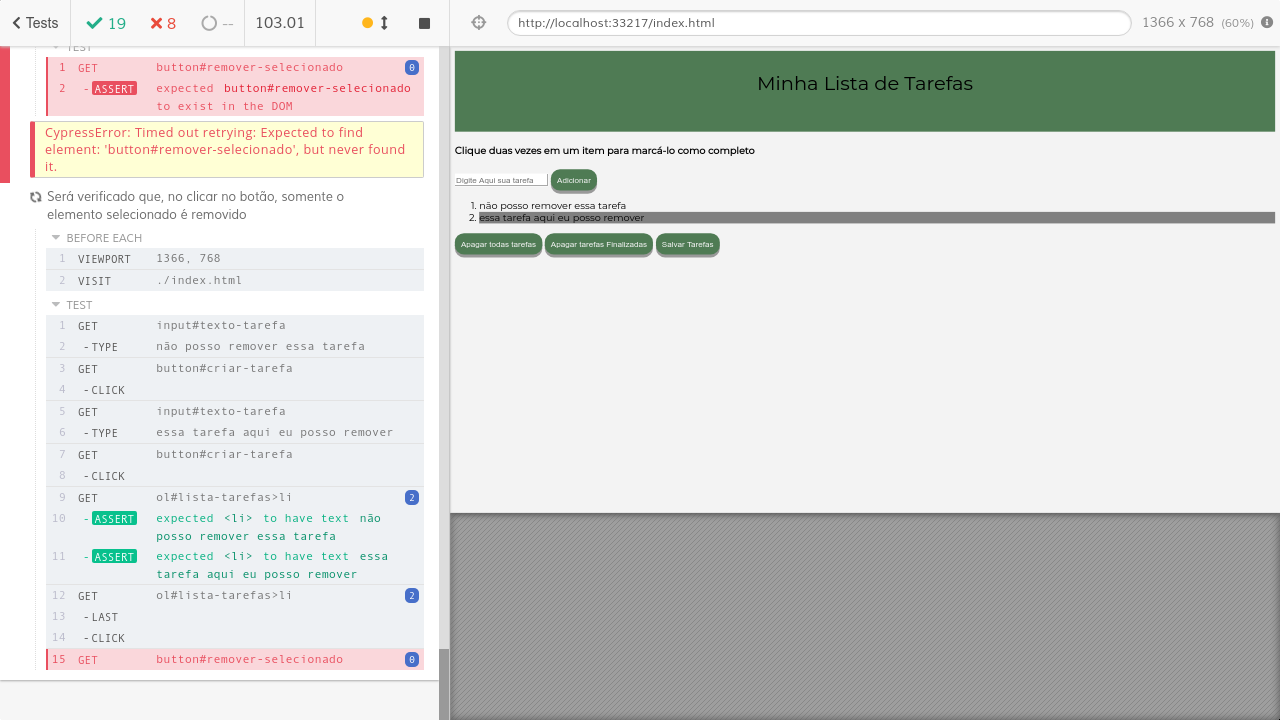 Tests
19
8
--
103.01
http://localhost:33217/index.html
1366 x 768 (60%)
TEST
1 GET button#remover-selecionado 0
2 -ASSERT expected button#remover-selecionado
to exist in the DOM
CypressError: Timed out retrying: Expected to find
element: 'button#remover-selecionado', but never found
it.
Será verificado que, no clicar no botão, somente o
elemento selecionado é removido
BEFORE EACH
1 VIEWPORT 1366, 768
2 VISIT ./index.html
TEST
1 GET input#texto-tarefa
2 -TYPE não posso remover essa tarefa
3 GET button#criar-tarefa
4 -CLICK
5 GET input#texto-tarefa
6 -TYPE essa tarefa aqui eu posso remover
7 GET button#criar-tarefa
8 -CLICK
9 GET ol#lista-tarefas>li 2
10 -ASSERT expected <li> to have text não
posso remover essa tarefa
11 -ASSERT expected <li> to have text essa
tarefa aqui eu posso remover
12 GET ol#lista-tarefas>li 2
13 -LAST
14 -CLICK
15 GET button#remover-selecionado 0
Minha Lista de Tarefas
Clique duas vezes em um item para marcá-lo como completo
Digite Aqui sua tarefa Adicionar
1. não posso remover essa tarefa
2. essa tarefa aqui eu posso remover
Apagar todas tarefas Apagar tarefas Finalizadas Salvar Tarefas